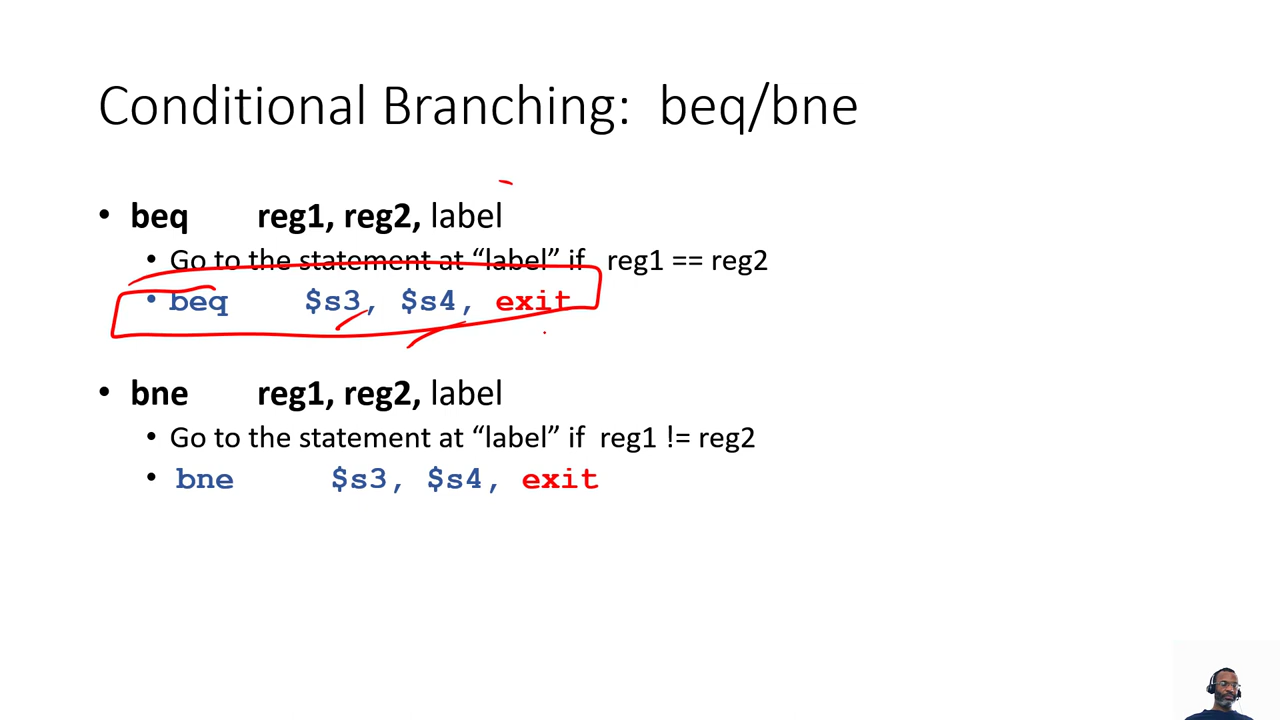 Conditional Branching: beq/bne
• beq reg1, reg2, label
• Go to the statement at “label” if reg1 == reg2
• beq $s3, $s4, exit
• bne reg1, reg2, label
• Go to the statement at “label” if reg1 != reg2
• bne $s3, $s4, exit